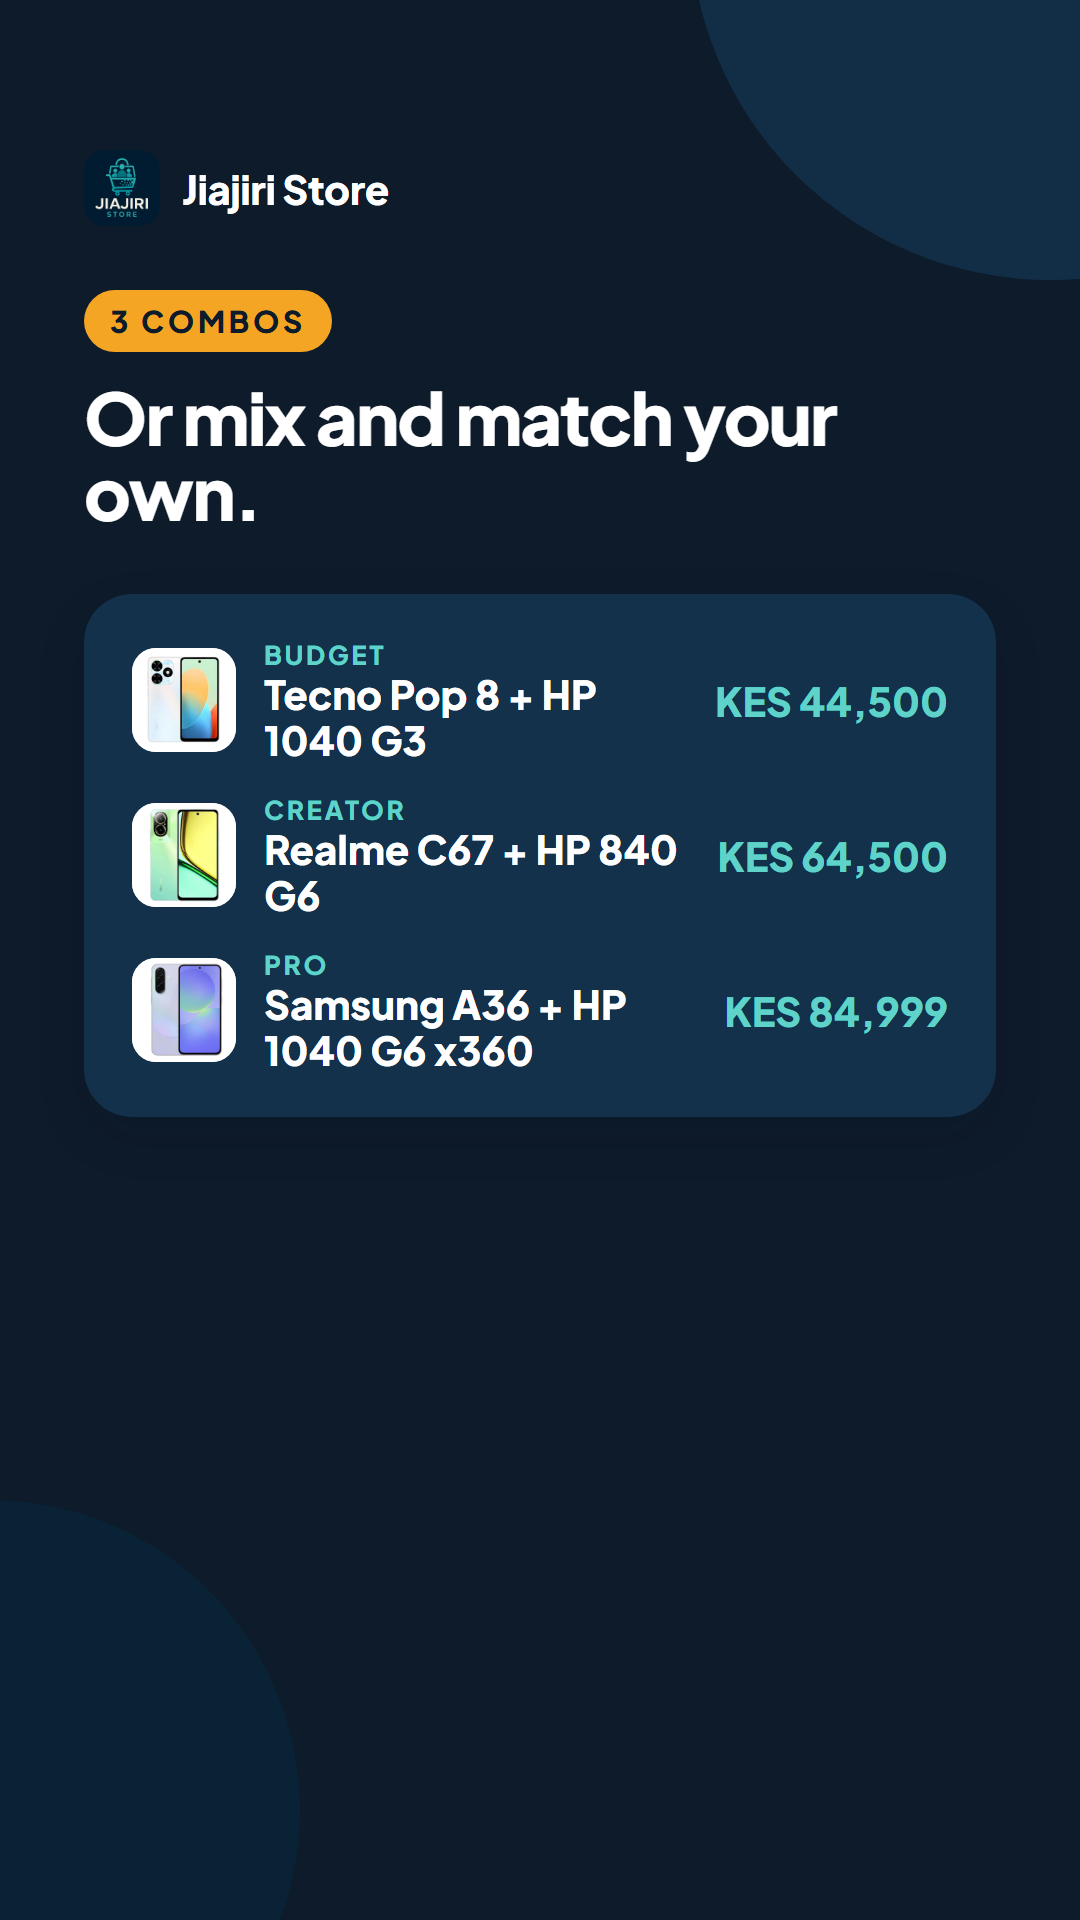 JIAJIRI
STORE
Jiajiri Store
3 COMBOS
Or mix and match your
own.
BUDGET
Tecno Pop 8 + HP
1040 G3
KES 44,500
CREATOR
Realme C67 + HP 840
G6
KES 64,500
PRO
Samsung A36 + HP
1040 G6 x360
KES 84,999